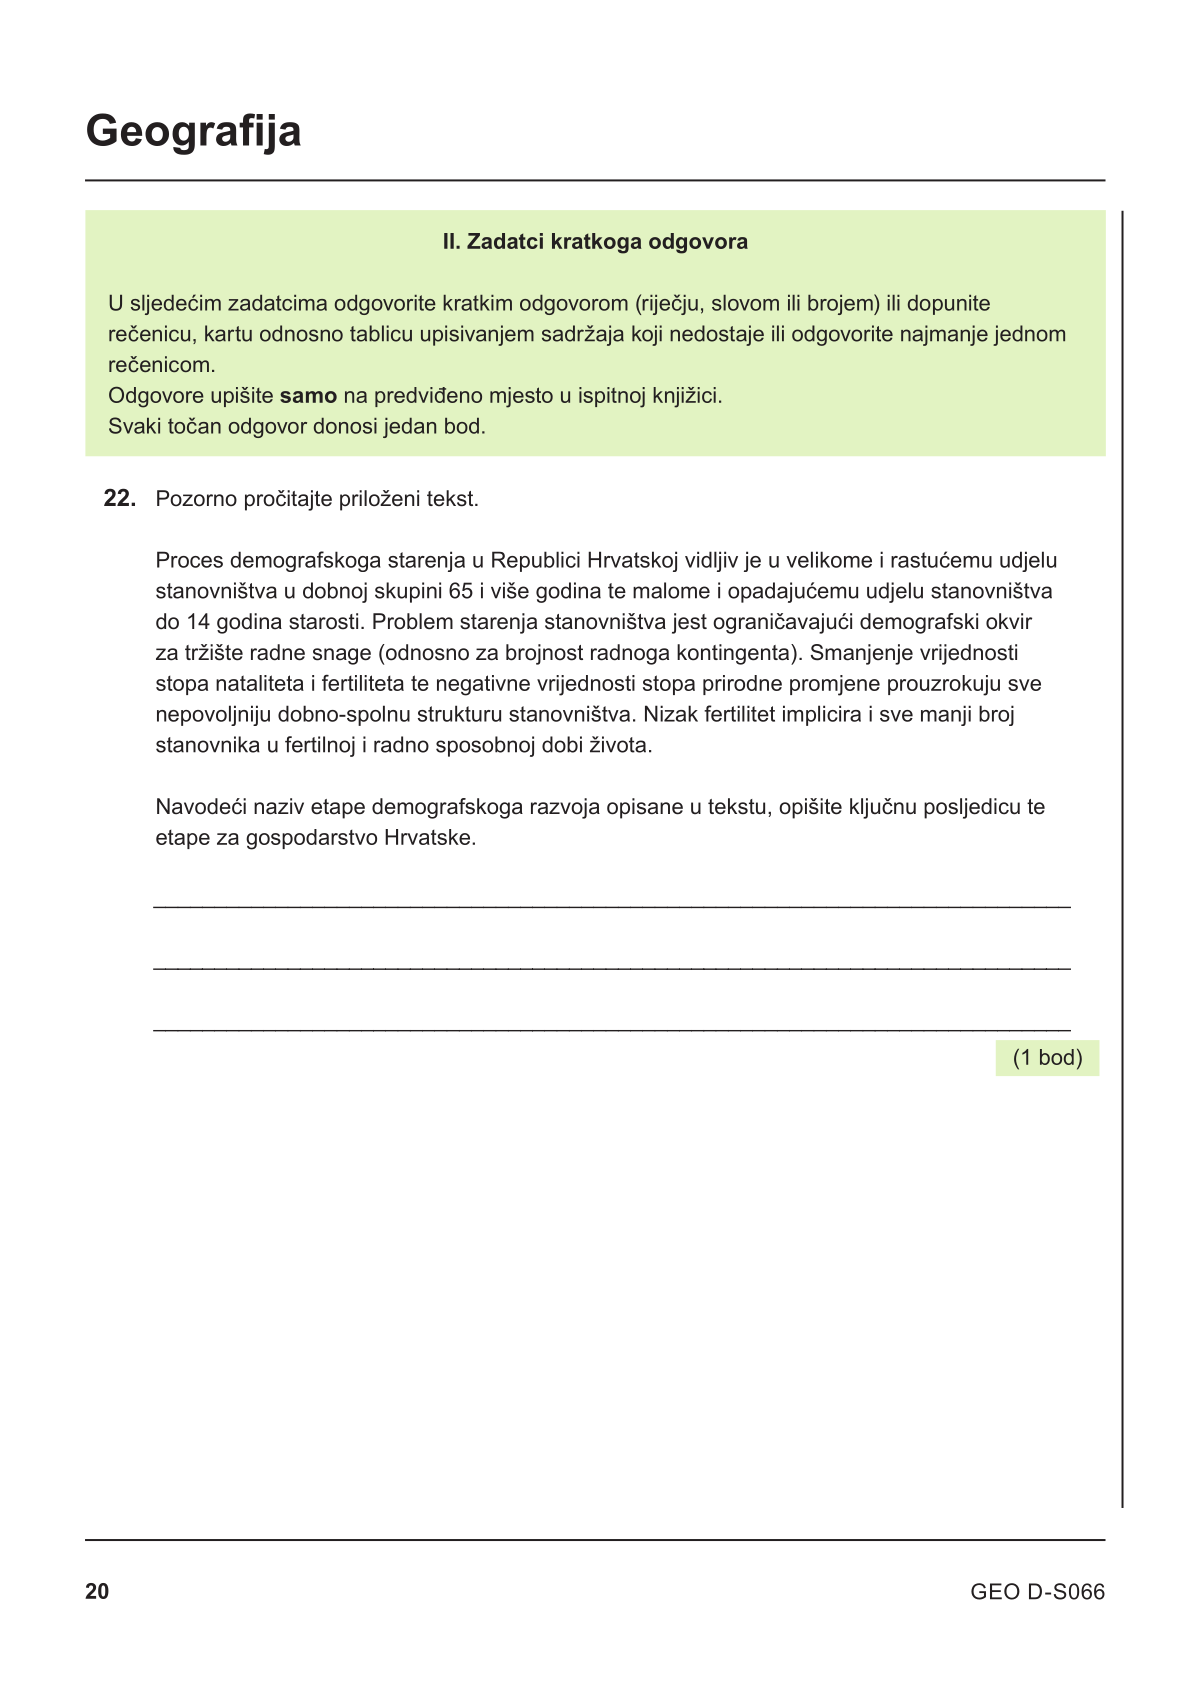 Geografija
II. Zadatci kratkoga odgovora
U sljedećim zadatcima odgovorite kratkim odgovorom (riječju, slovom ili brojem) ili dopunite
rečenicu, kartu odnosno tablicu upisivanjem sadržaja koji nedostaje ili odgovorite najmanje jednom
rečenicom.
Odgovore upišite samo na predviđeno mjesto u ispitnoj knjižici.
Svaki točan odgovor donosi jedan bod.
22. Pozorno pročitajte priloženi tekst.
Proces demografskoga starenja u Republici Hrvatskoj vidljiv je u velikome i rastućemu udjelu
stanovništva u dobnoj skupini 65 i više godina te malome i opadajućemu udjelu stanovništva
do 14 godina starosti. Problem starenja stanovništva jest ograničavajući demografski okvir
za tržište radne snage (odnosno za brojnost radnoga kontingenta). Smanjenje vrijednosti
stopa nataliteta i fertiliteta te negativne vrijednosti stopa prirodne promjene prouzrokuju sve
nepovoljniju dobno-spolnu strukturu stanovništva. Nizak fertilitet implicira i sve manji broj
stanovnika u fertilnoj i radno sposobnoj dobi života.
Navodeći naziv etape demografskoga razvoja opisane u tekstu, opišite ključnu posljedicu te
etape za gospodarstvo Hrvatske.
(1 bod)
20
GEO D-S066